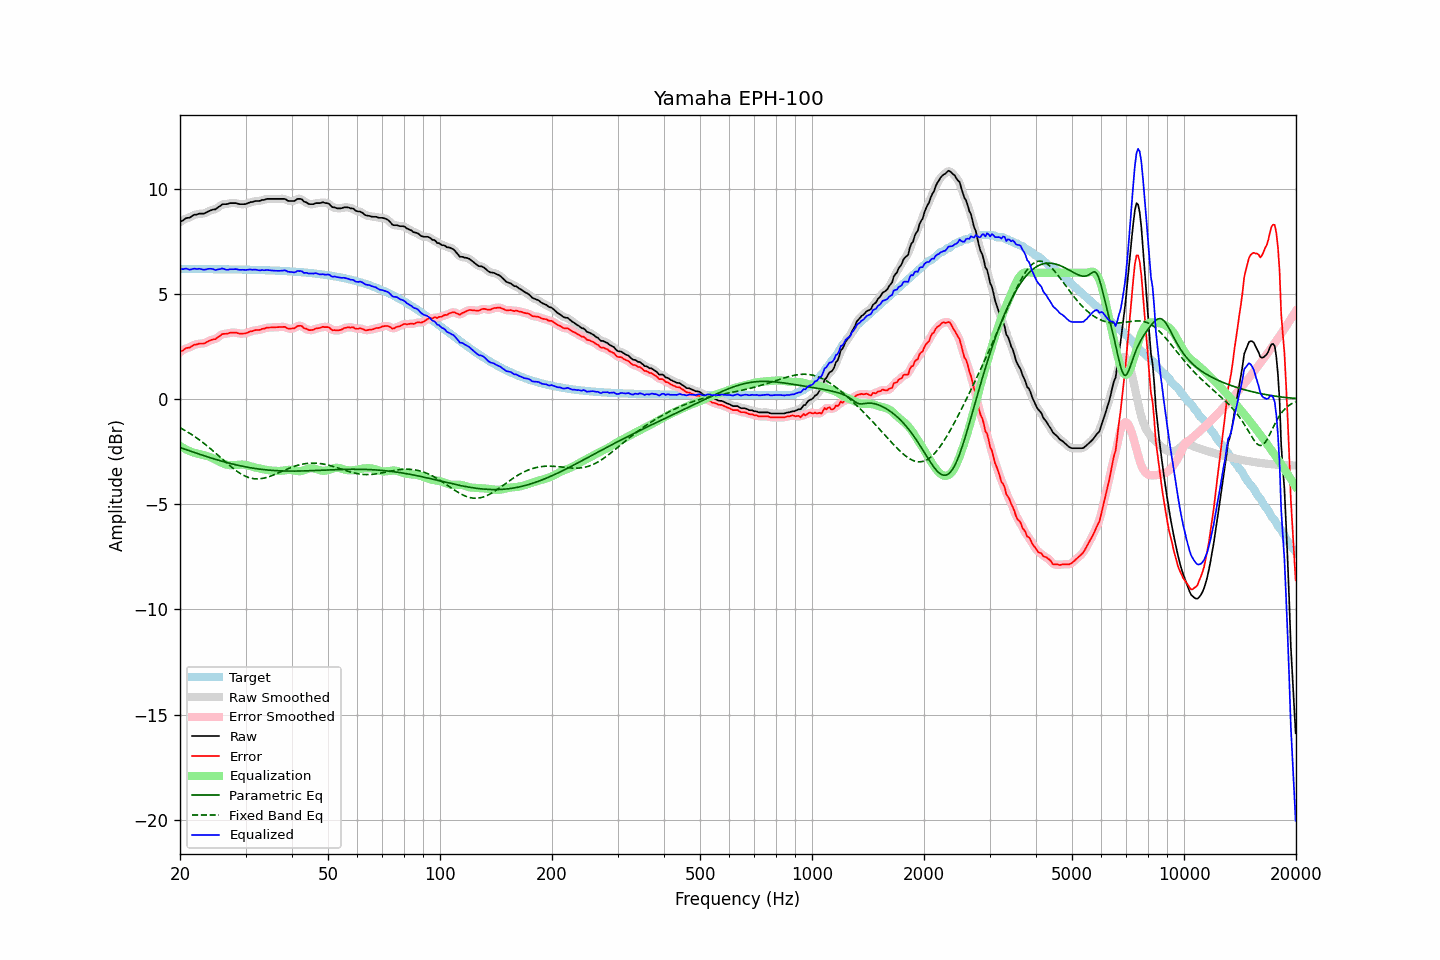 Yamaha EPH-100
Amplitude (dBr)
10
5
0
−5
−10
−15
−20
Target
Raw Smoothed
Error Smoothed
Raw
Error
Equalization
Parametric Eq
Fixed Band Eq
Equalized
20 50 100 200 500 1000 2000 5000 10000 20000
Frequency (Hz)